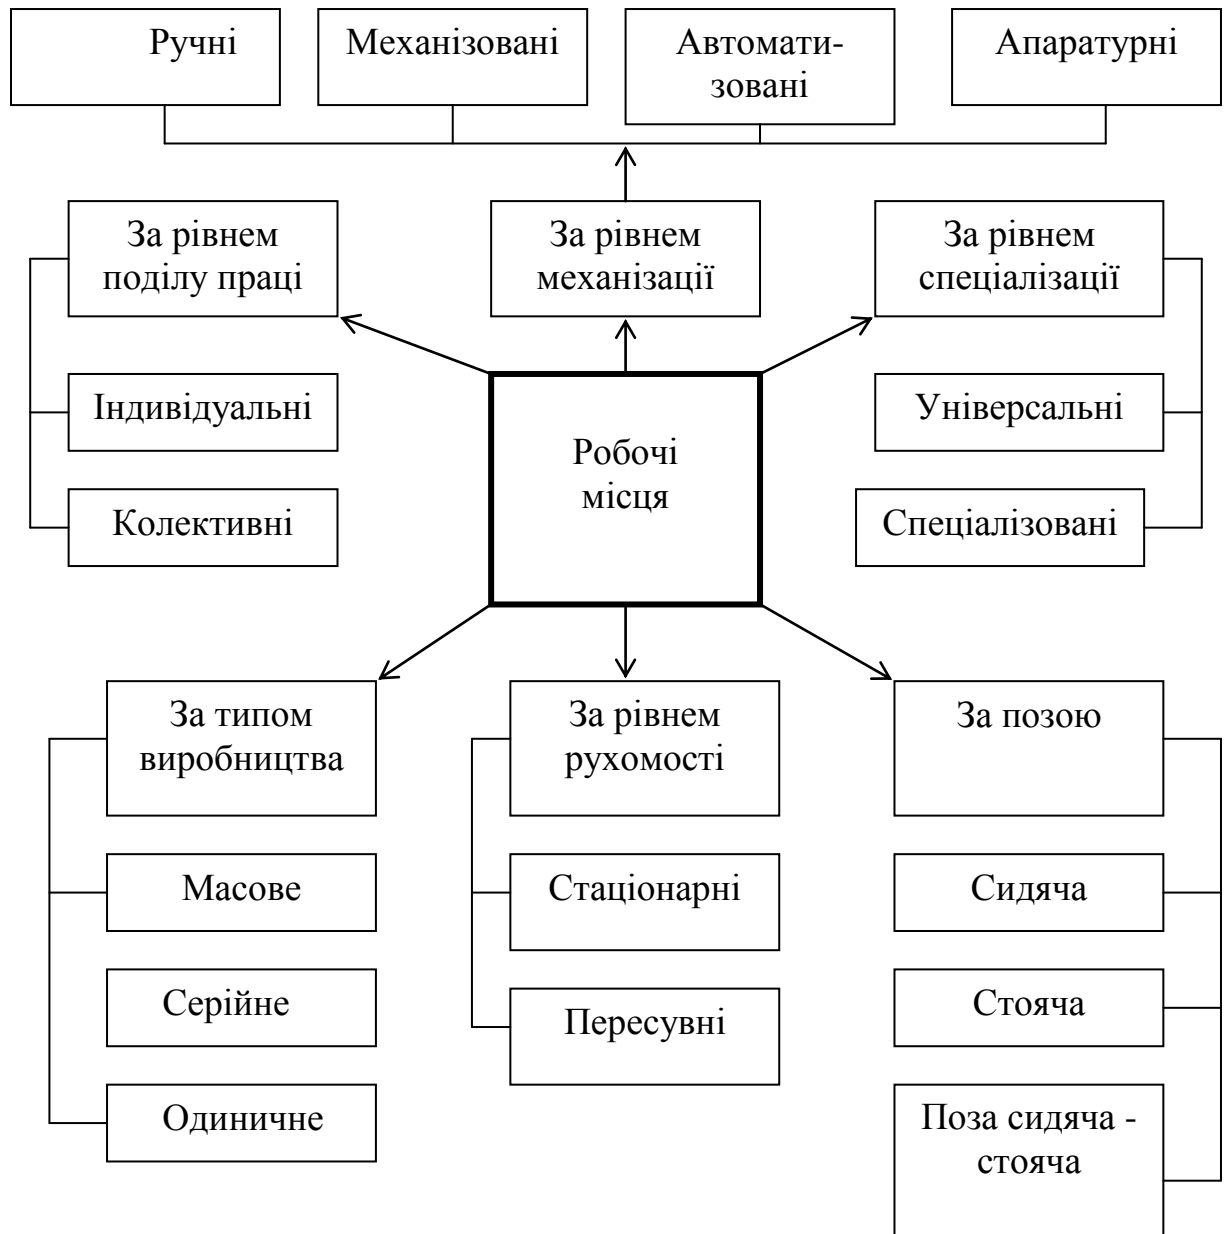 Ручні
Механізовані
Автомати-
зовані
Апаратурні
За рівнем
поділу праці
За рівнем
механізації
За рівнем
спеціалізації
Індивідуальні
Колективні
Робочі
місця
Універсальні
Спеціалізовані
За типом
виробництва
Масове
Серійне
Одиничне
За рівнем
рухомості
Стаціонарні
Пересувні
За позою
Сидяча
Стояча
Поза сидяча -
стояча